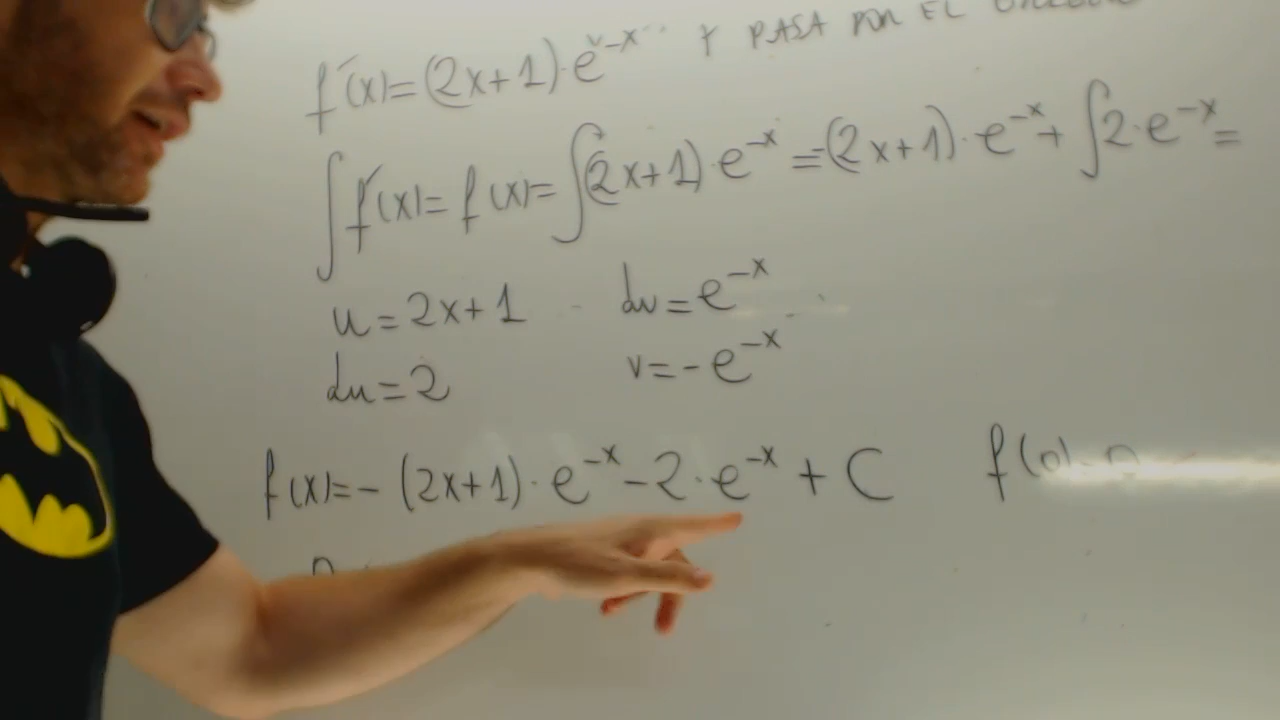 f'(x)=(2x+1)·e^-x Y PASA POR EL
∫f'(x)=f(x)=∫(2x+1)·e^-x=(2x+1)·e^-x+∫2·e^-x=
u=2x+1 dv=e^-x
du=2 v=-e^-x
f(x)=-(2x+1)·e^-x-2·e^-x+C f(0)